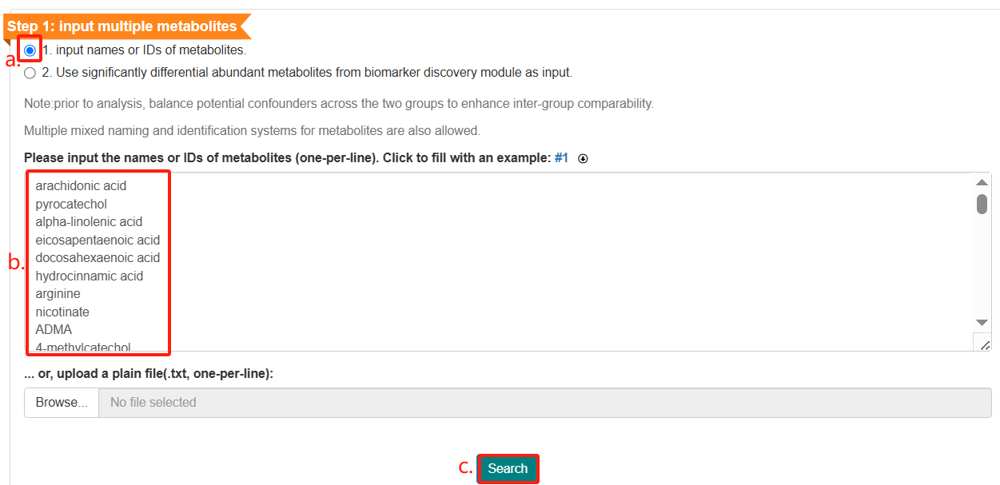 Step 1: input multiple metabolites
a. 1. input names or IDs of metabolites.
2. Use significantly differential abundant metabolites from biomarker discovery module as input.
Note:prior to analysis, balance potential confounders across the two groups to enhance inter-group comparability.
Multiple mixed naming and identification systems for metabolites are also allowed.
Please input the names or IDs of metabolites (one-per-line). Click to fill with an example: #1
arachidonic acid
pyrocatechol
alpha-linolenic acid
eicosapentaenoic acid
b. docosahexaenoic acid
hydrocinnamic acid
arginine
nicotinate
ADMA
4-methylcatechol
... or, upload a plain file(.txt, one-per-line):
Browse... No file selected
c. Search